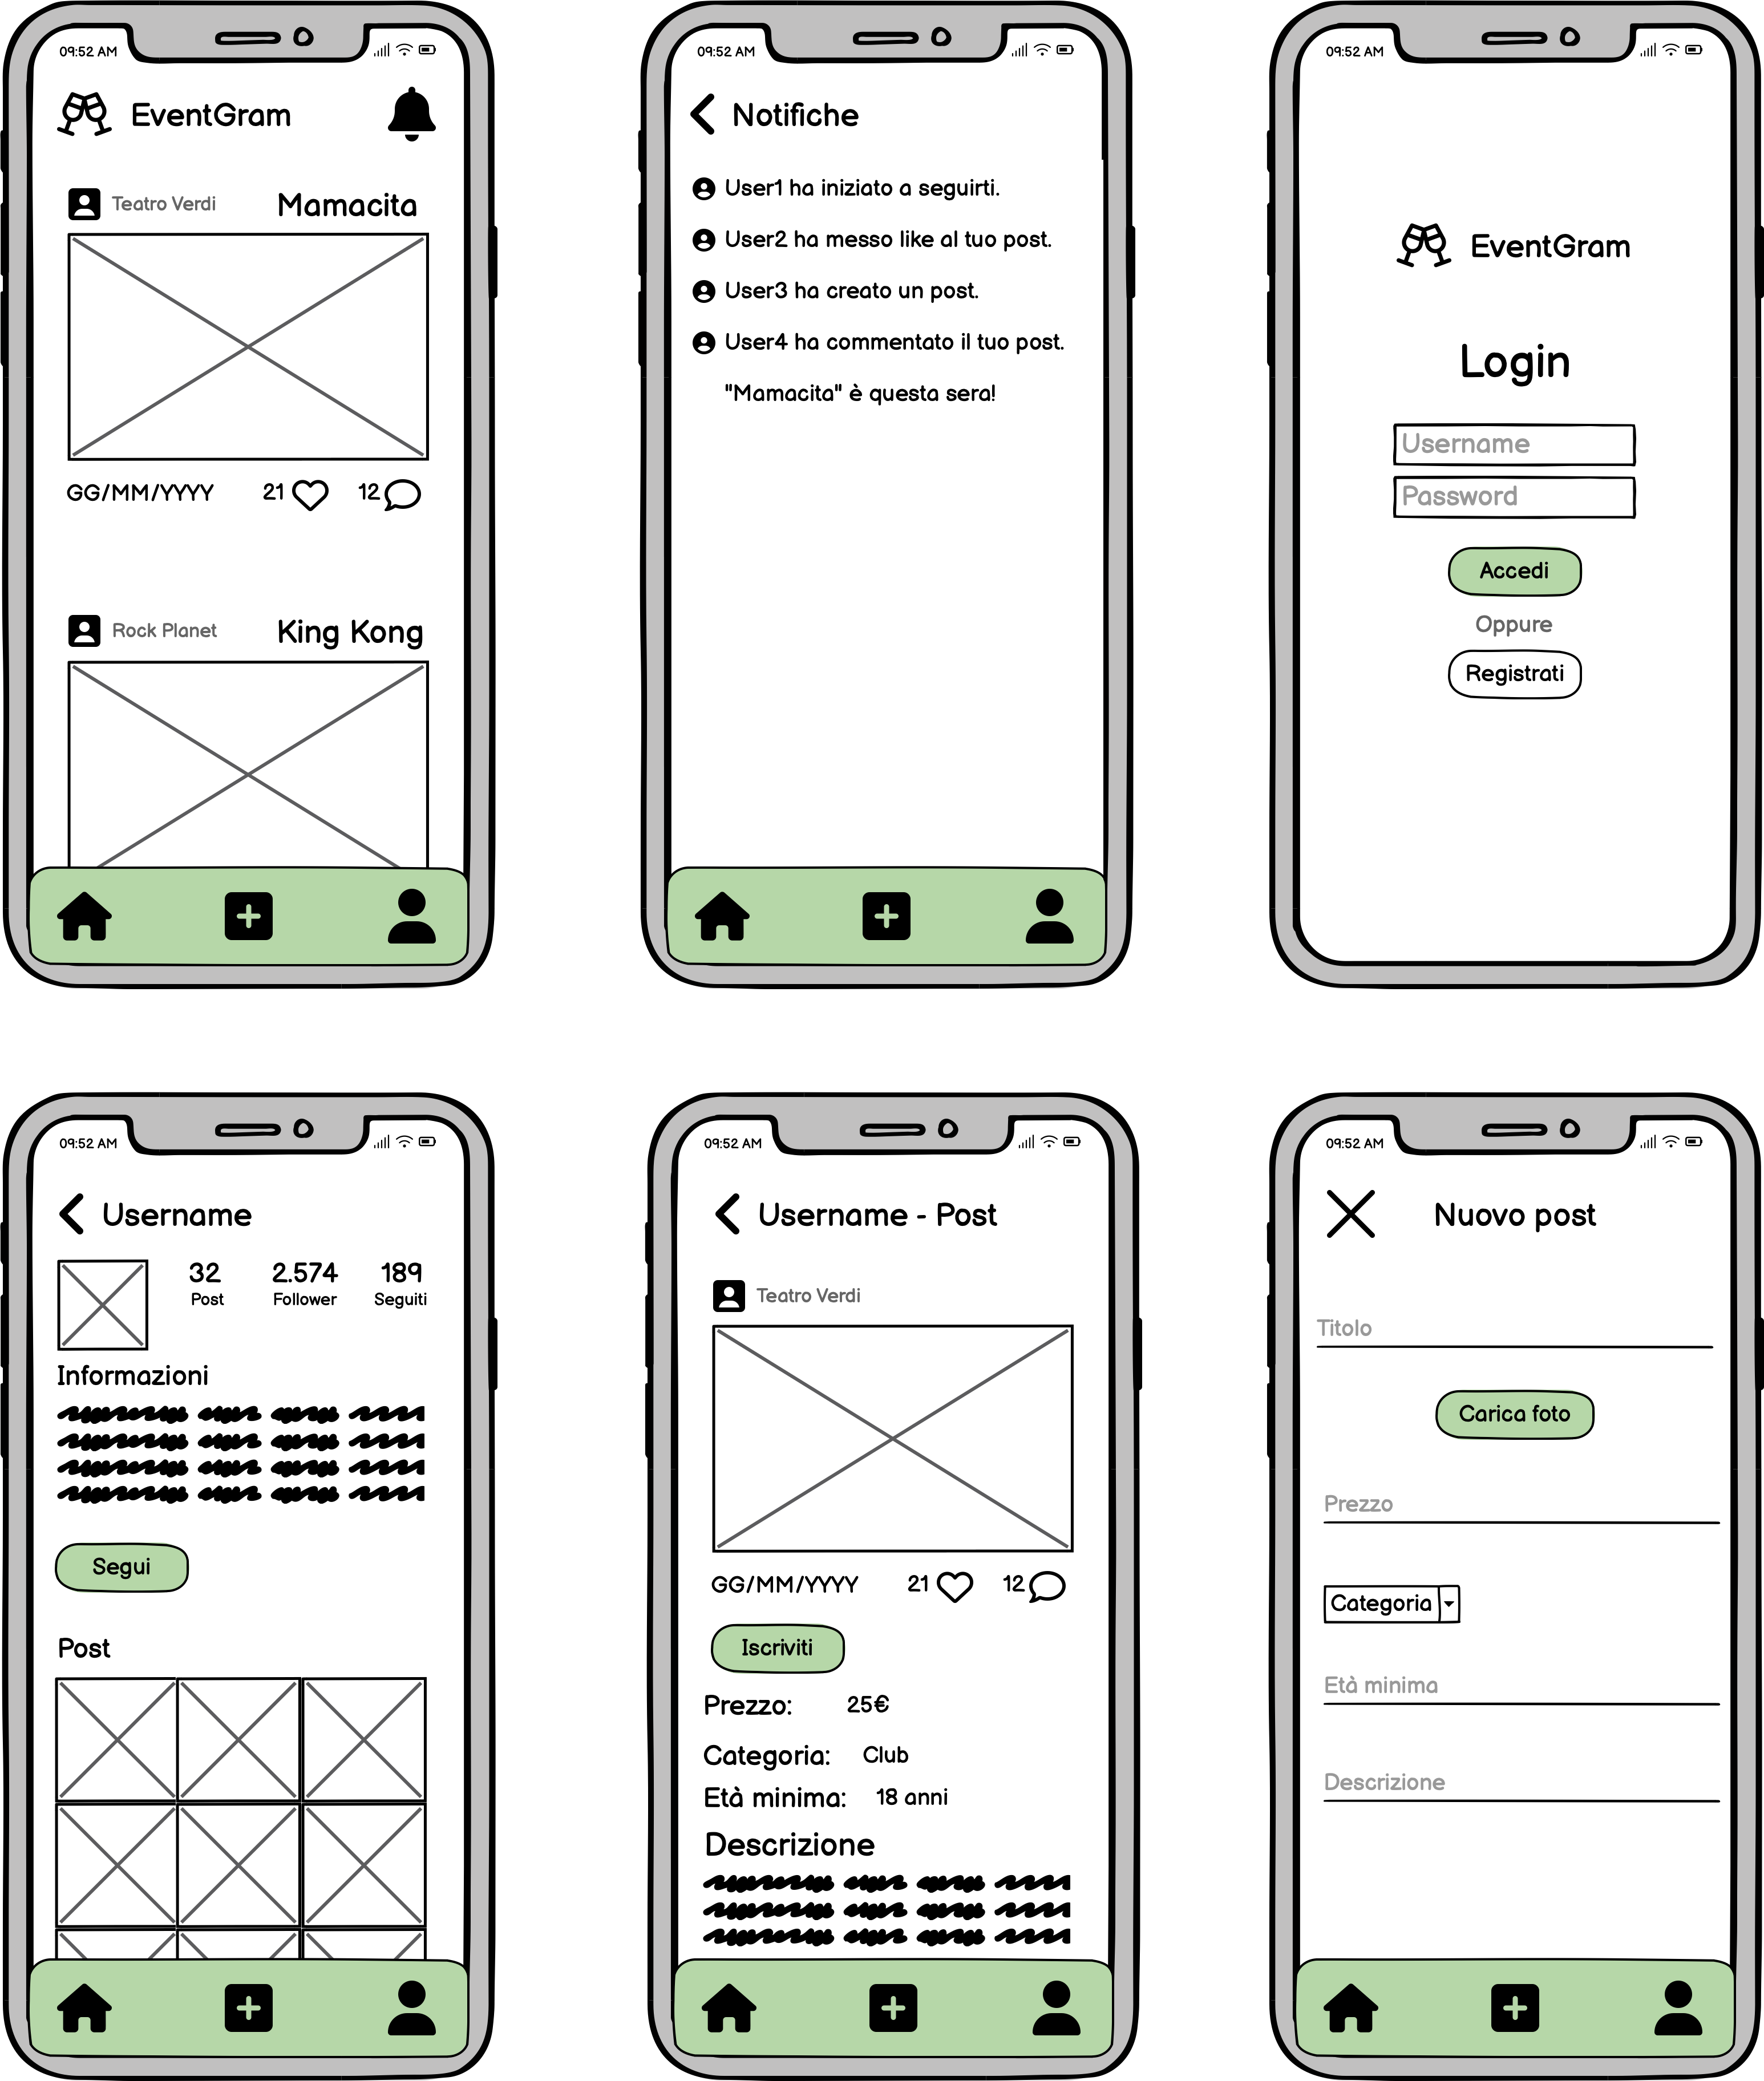 09:52 AM
EventGram
Teatro Verdi Mamacita
GG/MM/YYYY 21 12
Rock Planet King Kong
09:52 AM
Notifiche
User1 ha iniziato a seguirti.
User2 ha messo like al tuo post.
User3 ha creato un post.
User4 ha commentato il tuo post.
"Mamacita" è questa sera!
09:52 AM
EventGram
Login
Username
Password
Accedi
Oppure
Registrati
09:52 AM
Username
32 2.574 189
Post Follower Seguiti
Informazioni
Segui
Post
09:52 AM
Username - Post
Teatro Verdi
GG/MM/YYYY 21 12
Iscriviti
Prezzo: 25€
Categoria: Club
Età minima: 18 anni
Descrizione
09:52 AM
Nuovo post
Titolo
Carica foto
Prezzo
Categoria
Età minima
Descrizione